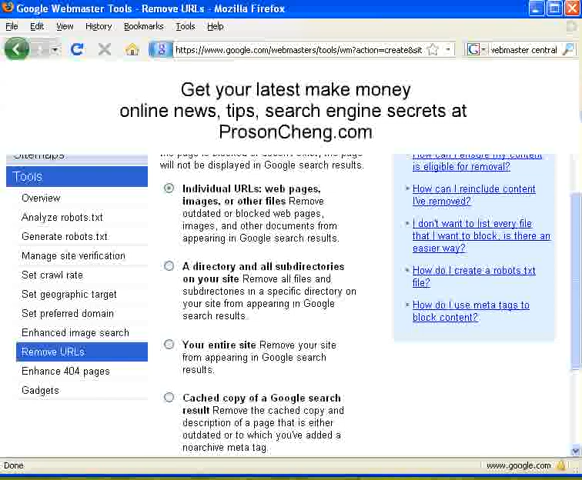 Google Webmaster Tools - Remove URLs - Mozilla Firefox
File Edit View History Bookmarks Tools Help
https://www.google.com/webmasters/tools/wm?action=create&sit
webmaster central
Get your latest make money
online news, tips, search engine secrets at
ProsonCheng.com
Sitemaps
Tools
Overview
Analyze robots.txt
Generate robots.txt
Manage site verification
Set crawl rate
Set geographic target
Set preferred domain
Enhanced image search
Remove URLs
Enhance 404 pages
Gadgets
will not be displayed in Google search results.
Individual URLs: web pages,
images, or other files Remove
outdated or blocked web pages,
images, and other documents from
appearing in Google search results.
A directory and all subdirectories
on your site Remove all files and
subdirectories in a specific directory on
your site from appearing in Google
search results.
Your entire site Remove your site
from appearing in Google search
results.
Cached copy of a Google search
result Remove the cached copy and
description of a page that is either
outdated or to which you've added a
noarchive meta tag.
How can I ensure my content
is eligible for removal?
How can I reinclude content
I've removed?
I don't want to list every file
that I want to block, is there an
easier way?
How do I create a robots.txt
file?
How do I use meta tags to
block content?
Done
www.google.com